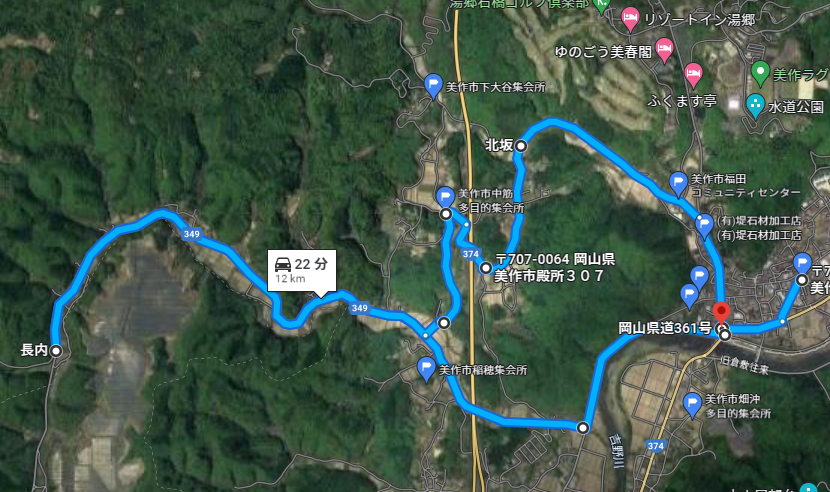 湯郷石橋ゴルフ倶楽部
リゾートイン湯郷
ゆのごう美春閣
美作ラグ
ふくます亭
水道公園
美作市下大谷集会所
北坂
美作市福田
コミュニティセンター
美作市中筋
多目的集会所
(有)堤石材加工店
(有)堤石材加工店
349
374
〒707-0064 岡山県
美作市殿所３０７
22 分
12 km
〒7
美作
349
岡山県道361号
長内
旧倉敷往来
美作市稲穂集会所
美作市畑沖
多目的集会所
吉野川
374